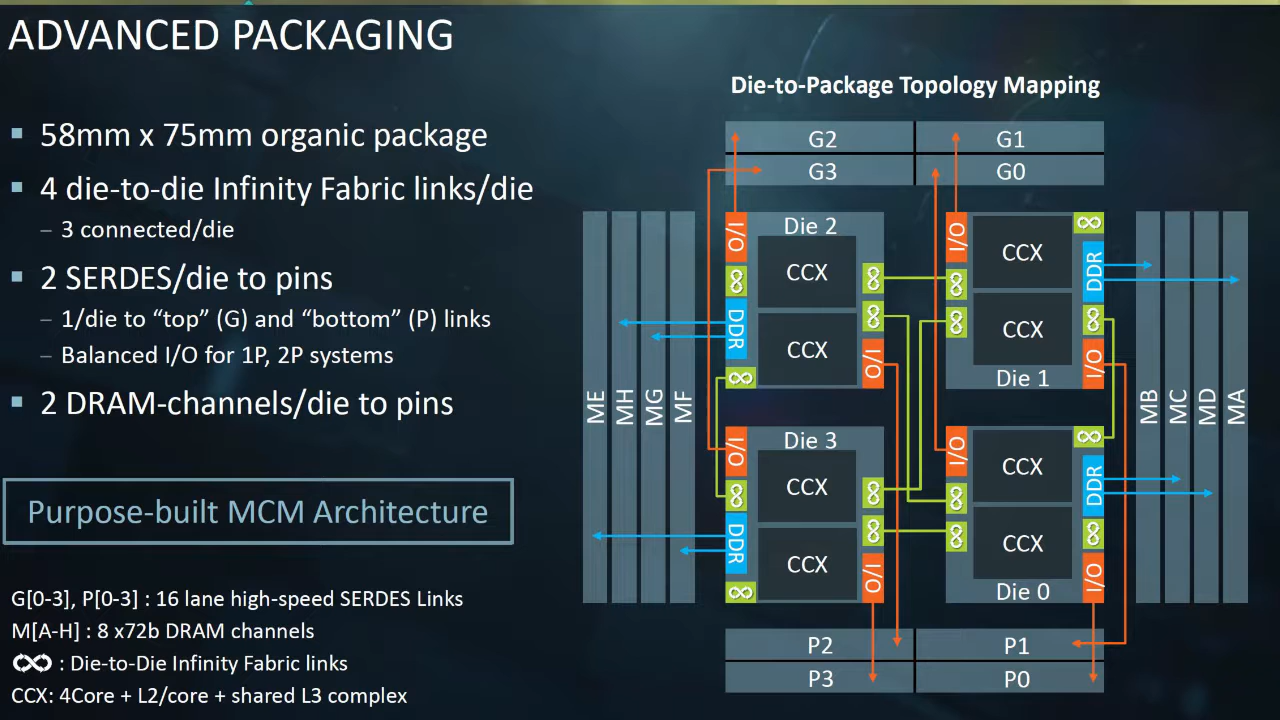 ADVANCED PACKAGING
▪ 58mm x 75mm organic package
▪ 4 die-to-die Infinity Fabric links/die
– 3 connected/die
▪ 2 SERDES/die to pins
– 1/die to “top” (G) and “bottom” (P) links
– Balanced I/O for 1P, 2P systems
▪ 2 DRAM-channels/die to pins
Purpose-built MCM Architecture
G[0-3], P[0-3] : 16 lane high-speed SERDES Links
M[A-H] : 8 x72b DRAM channels
: Die-to-Die Infinity Fabric links
CCX: 4Core + L2/core + shared L3 complex
Die-to-Package Topology Mapping
G2
G1
G3
G0
ME
MH
MG
MF
I/O
Die 2
CCX
DDR
CCX
I/O
I/O
CCX
DDR
CCX
Die 1
I/O
I/O
Die 3
CCX
DDR
CCX
I/O
I/O
CCX
DDR
CCX
Die 0
I/O
MB
MC
MD
MA
P2
P1
P3
P0